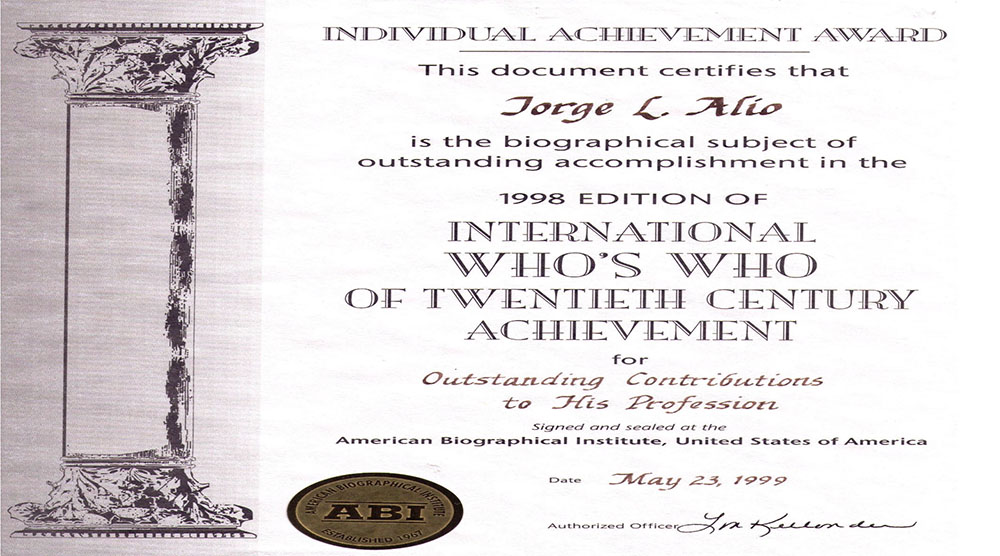 INDIVIDUAL ACHIEVEMENT AWARD
This document certifies that
Jorge L. Alio
is the biographical subject of
outstanding accomplishment in the
1998 EDITION OF
INTERNATIONAL
WHO'S WHO
OF TWENTIETH CENTURY
ACHIEVEMENT
for
Outstanding Contributions
to His Profession
Signed and sealed at the
American Biographical Institute, United States of America
AMERICAN BIOGRAPHICAL INSTITUTE
ABI
ESTABLISHED 1967
Date May 23, 1999
Authorized Officer